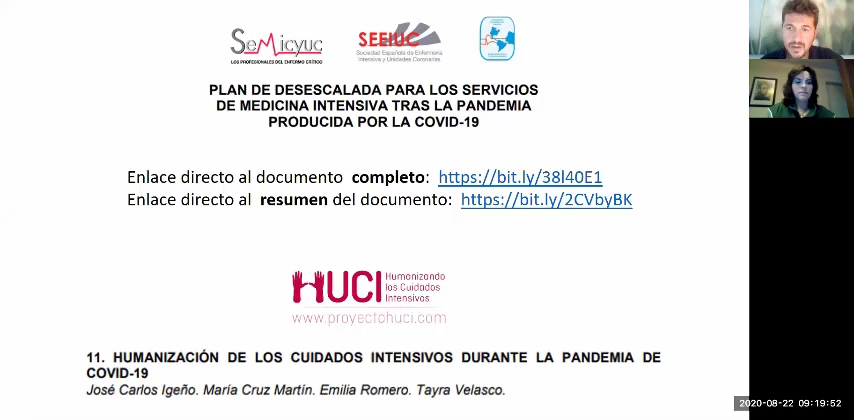 SeMicyuc
LOS PROFESIONALES DEL ENFERMO CRÍTICO
SEEIUC
Sociedad Española de Enfermería
Intensiva y Unidades Coronarias
PLAN DE DESESCALADA PARA LOS SERVICIOS
DE MEDICINA INTENSIVA TRAS LA PANDEMIA
PRODUCIDA POR LA COVID-19
Enlace directo al documento completo: https://bit.ly/38l40E1
Enlace directo al resumen del documento: https://bit.ly/2CVbyBK
HUCI
Humanizando
los Cuidados
Intensivos
www.proyectohuci.com
11. HUMANIZACIÓN DE LOS CUIDADOS INTENSIVOS DURANTE LA PANDEMIA DE
COVID-19
José Carlos Igeño. María Cruz Martín. Emilia Romero. Tayra Velasco.
2020-08-22 09:19:52